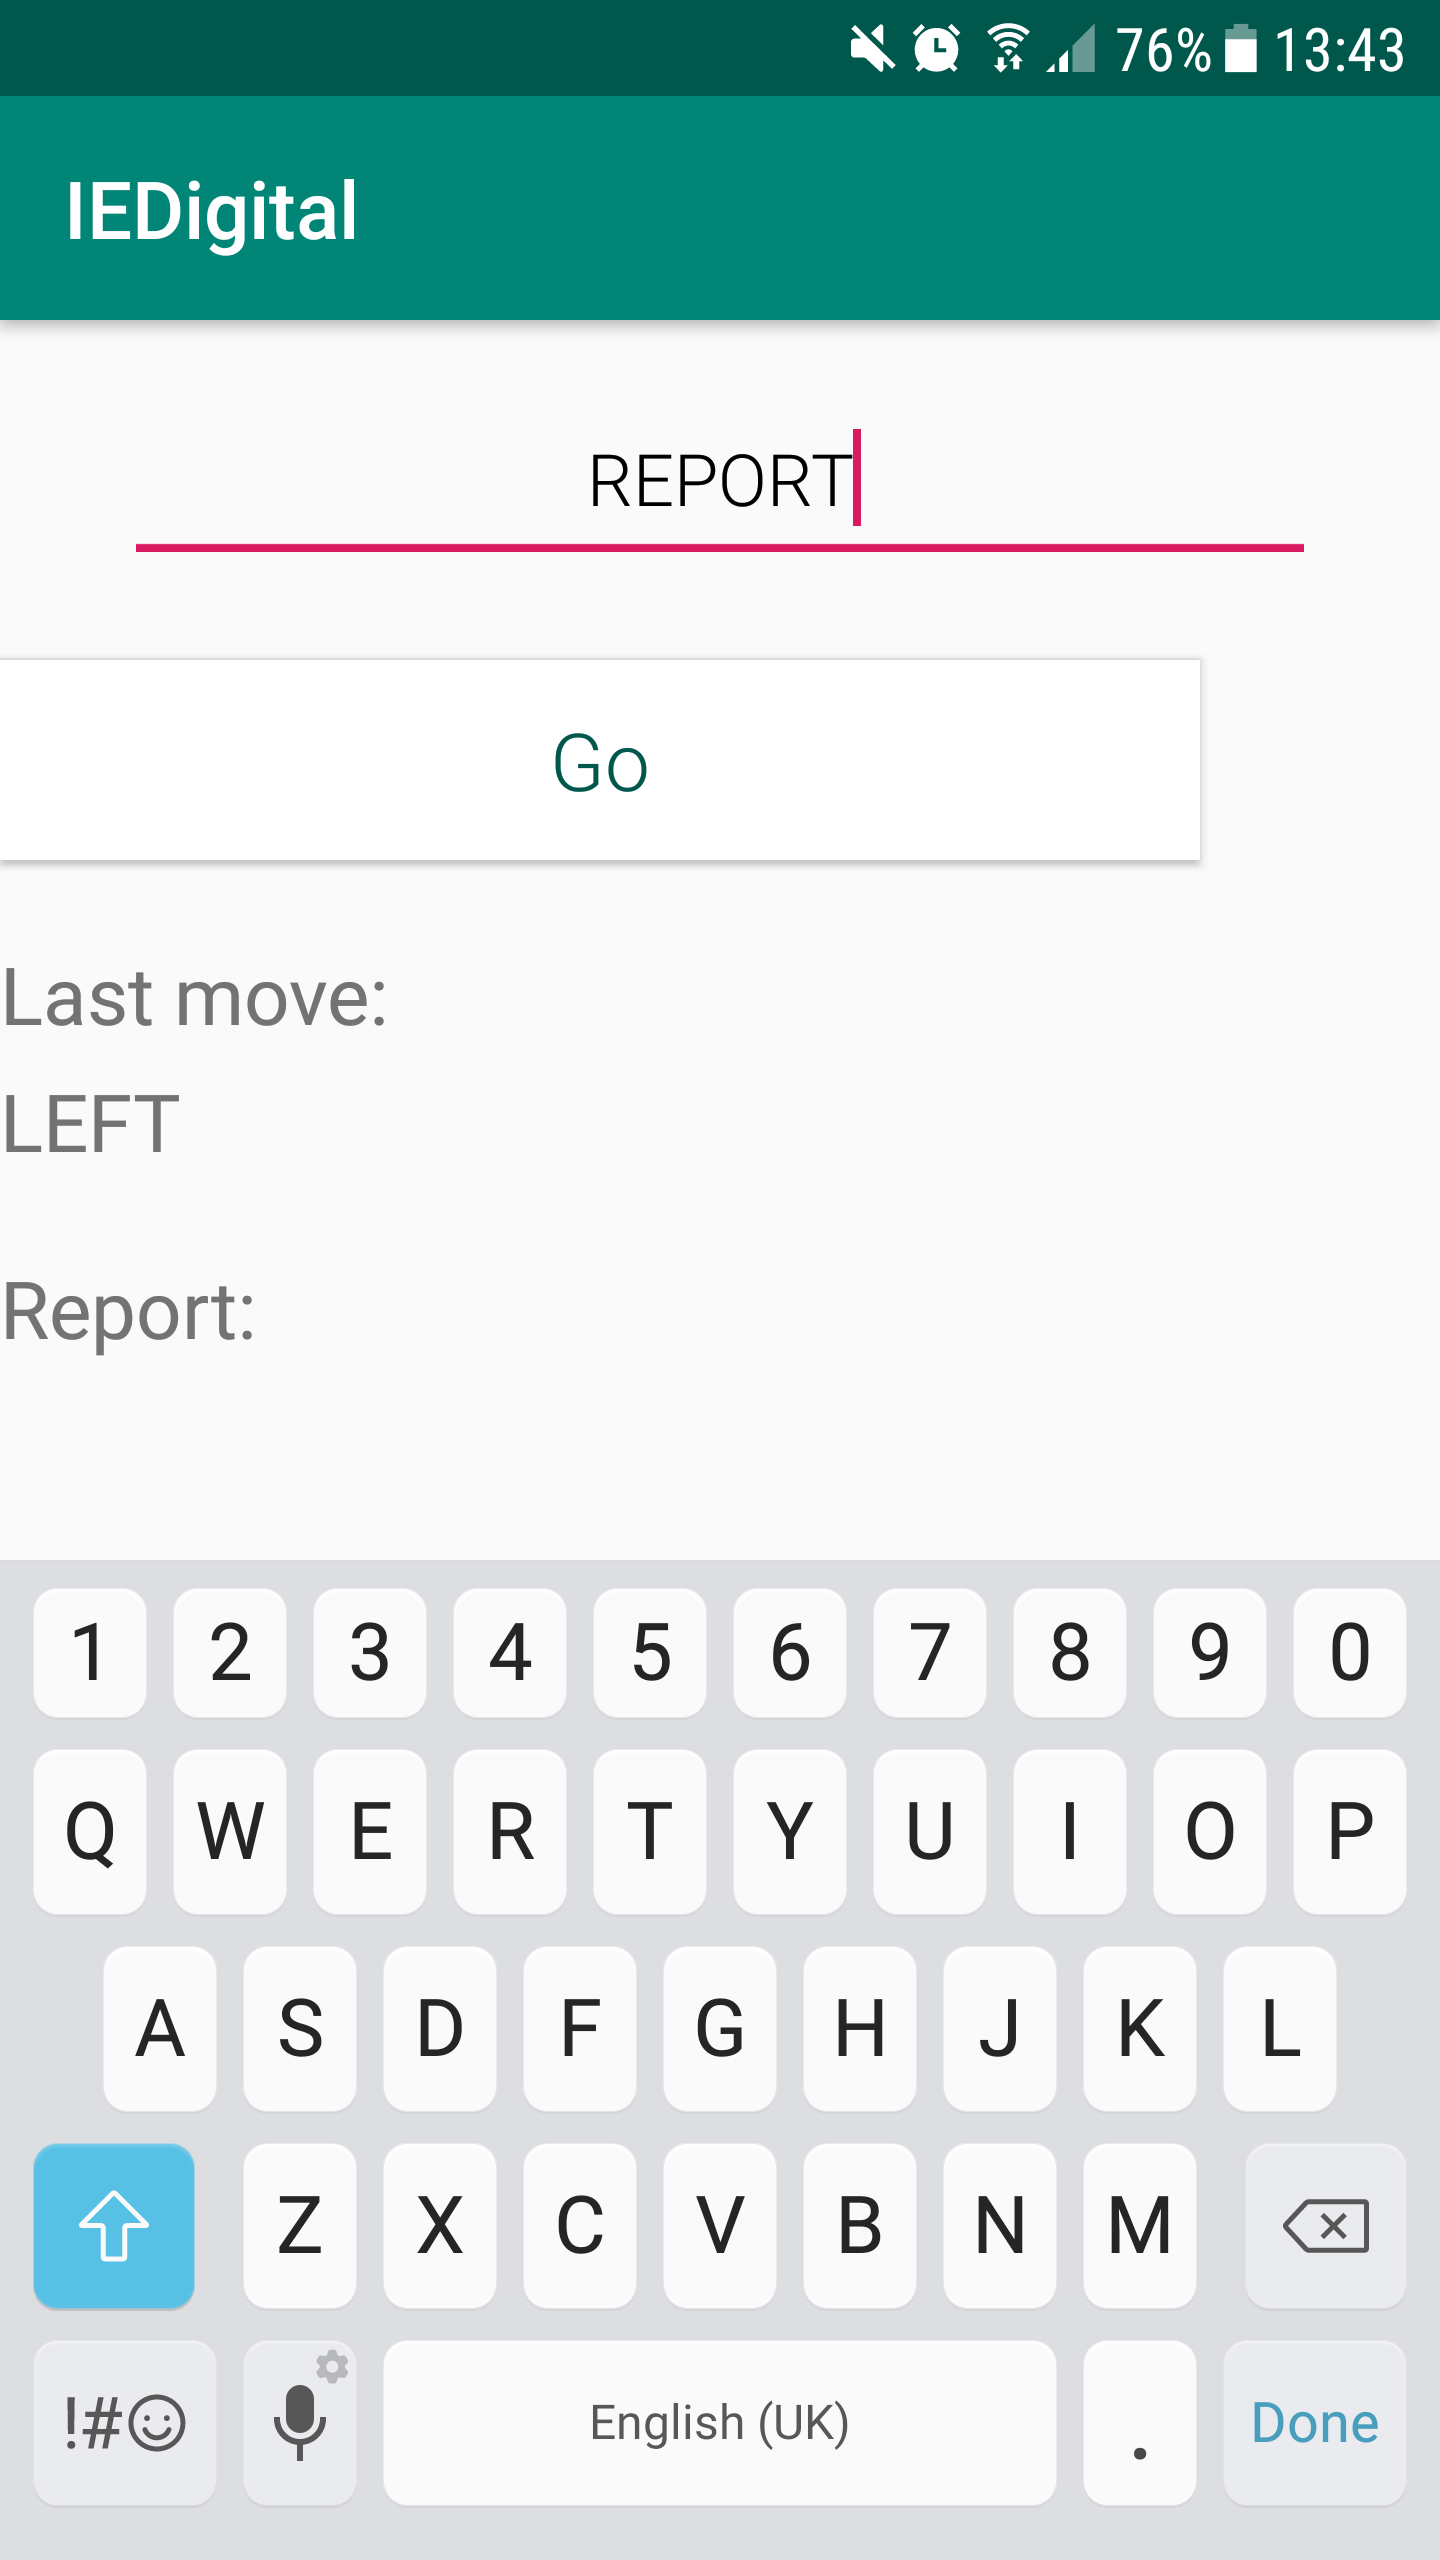 76% 13:43
IEDigital
REPORT
Go
Last move:
LEFT
Report:
1 2 3 4 5 6 7 8 9 0
Q W E R T Y U I O P
A S D F G H J K L
Z X C V B N M
!#☺ English (UK) . Done